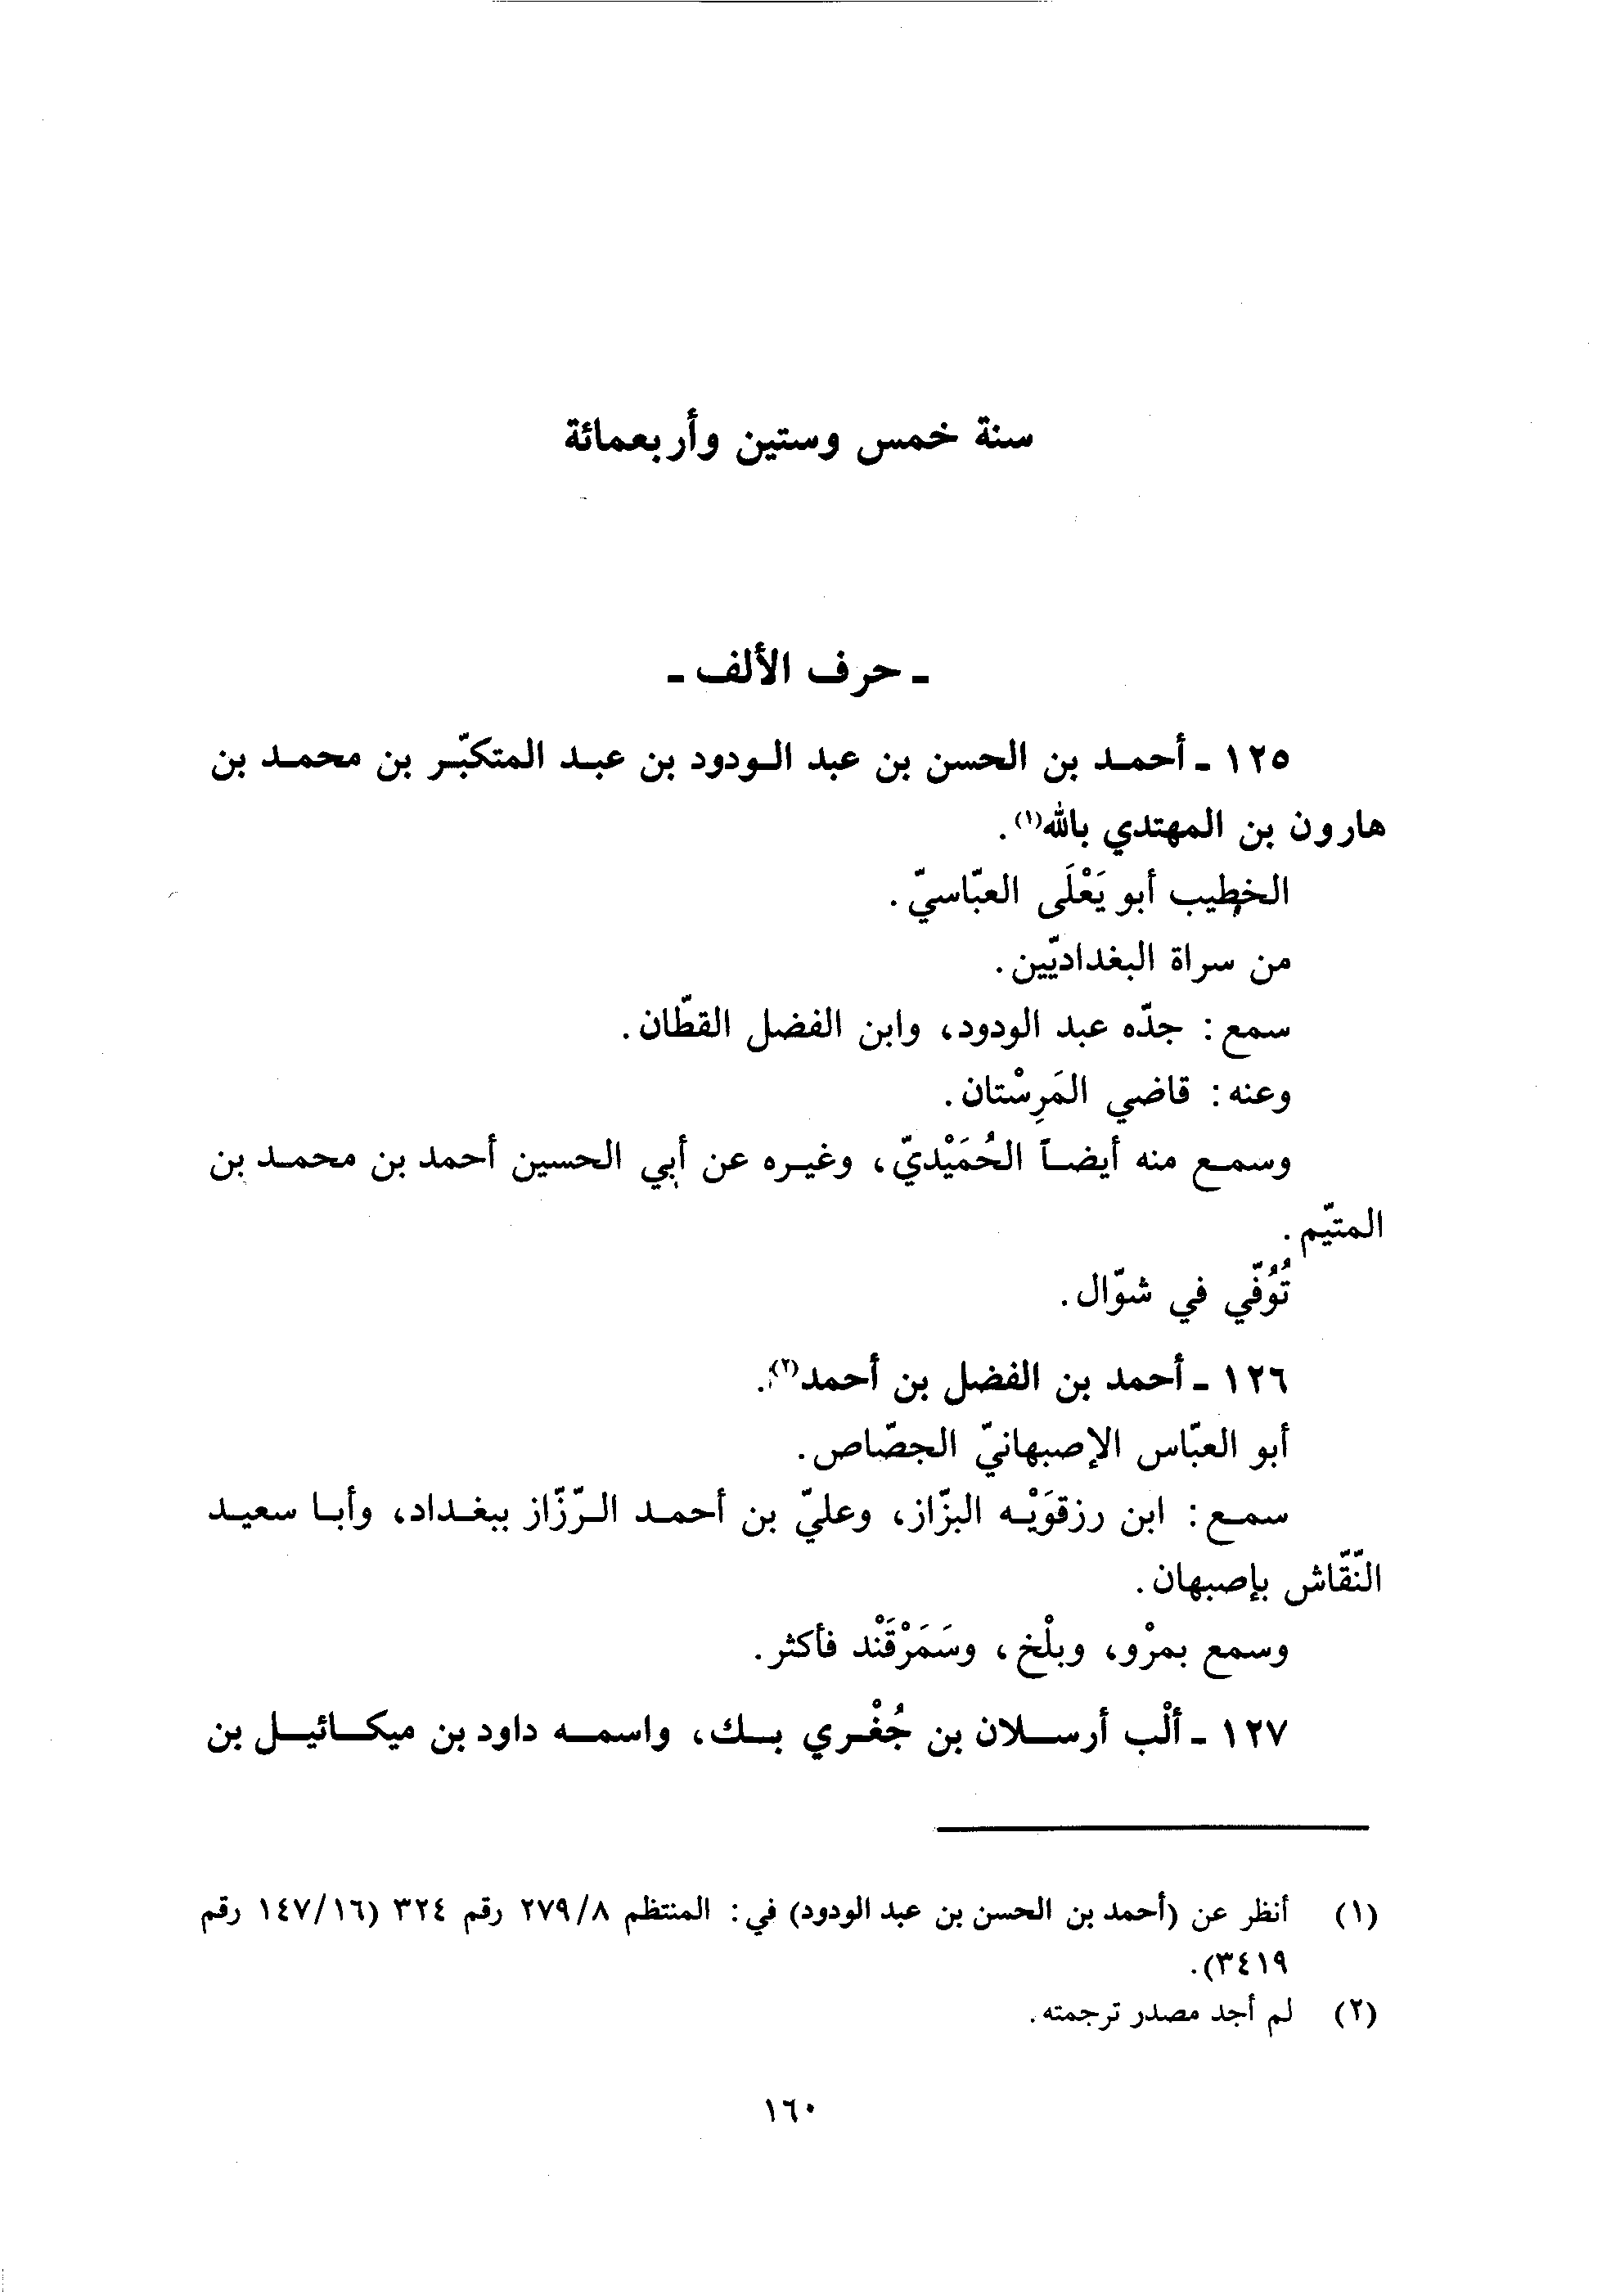 سنة خمس وستين وأربعمائة
ـ حرف الألف ـ
١٢٥ ـ أحمد بن الحسن بن عبد الودود بن عبد المتكبّر بن محمد بن
هارون بن المهتدي بالله(١).
الخطيب أبو يَعْلَى العبّاسيّ.
من سراة البغداديّين.
سمع: جدّه عبد الودود، وابن الفضل القطّان.
وعنه: قاضي المَرِسْتان.
وسمع منه أيضاً الحُمَيْديّ، وغيره عن أبي الحسين أحمد بن محمد بن
المتيّم.
تُوُفّي في شوّال.
١٢٦ ـ أحمد بن الفضل بن أحمد(٢).
أبو العبّاس الإصبهانيّ الجصّاص.
سمع: ابن رزقوَيْه البزّاز، وعليّ بن أحمد الرّزّاز ببغداد، وأبا سعيد
النّقّاش بإصبهان.
وسمع بمرْو، وبلْخ، وسَمَرْقَنْد فأكثر.
١٢٧ ـ ألْب أرسلان بن جُغْري بك، واسمه داود بن ميكائيل بن
(١) أنظر عن (أحمد بن الحسن بن عبد الودود) في: المنتظم ٢٧٩/٨ رقم ٣٢٤ (١٤٧/١٦ رقم
٣٤١٩).
(٢) لم أجد مصدر ترجمته.
١٦٠